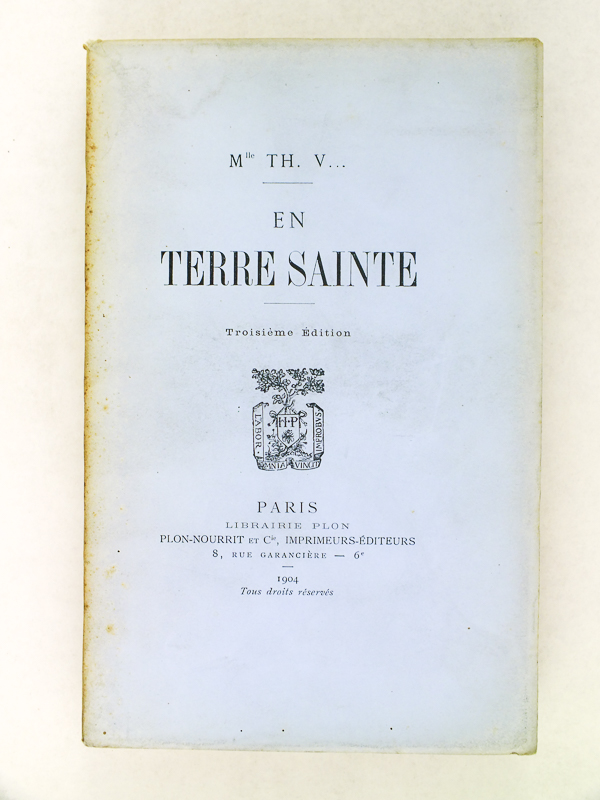 Mlle TH. V...
EN
TERRE SAINTE
Troisième Édition
LABOR
H·P
IMPROBVS
OMNIA VINCIT
PARIS
LIBRAIRIE PLON
PLON-NOURRIT ET Cie, IMPRIMEURS-ÉDITEURS
8, RUE GARANCIÈRE — 6e
1904
Tous droits réservés